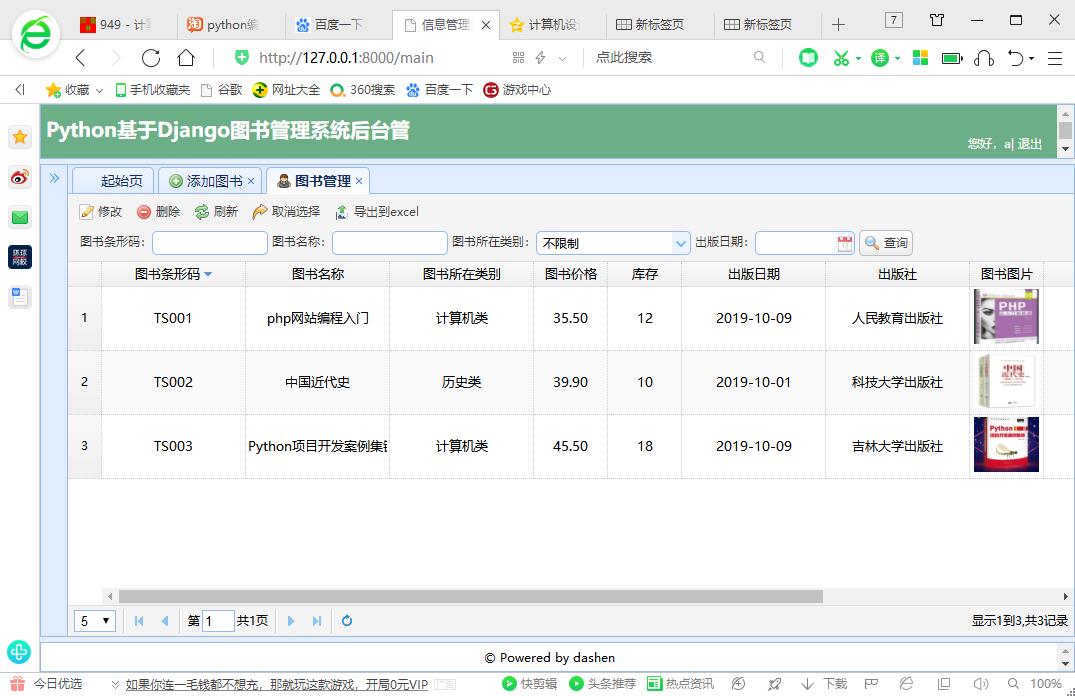 949 - 计
python编
百度一下
信息管理
计算机设
新标签页
新标签页
7
http://127.0.0.1:8000/main
点此搜索
译
收藏
手机收藏夹
谷歌
网址大全
360搜索
百度一下
游戏中心
Python基于Django图书管理系统后台管
您好，a| 退出
起始页
添加图书
图书管理
修改
删除
刷新
取消选择
导出到excel
图书条形码：
图书名称：
图书所在类别：
不限制
出版日期：
查询
图书条形码 图书名称 图书所在类别 图书价格 库存 出版日期 出版社 图书图片
1 TS001 php网站编程入门 计算机类 35.50 12 2019-10-09 人民教育出版社
PHP
2 TS002 中国近代史 历史类 39.90 10 2019-10-01 科技大学出版社
中国
近代史
3 TS003 Python项目开发案例集锦 计算机类 45.50 18 2019-10-09 吉林大学出版社
Python
5
第 1 共1页
显示1到3,共3记录
© Powered by dashen
今日优选
如果你连一毛钱都不想充，那就玩这款游戏，开局0元VIP
广告
快剪辑
头条推荐
热点资讯
下载
100%